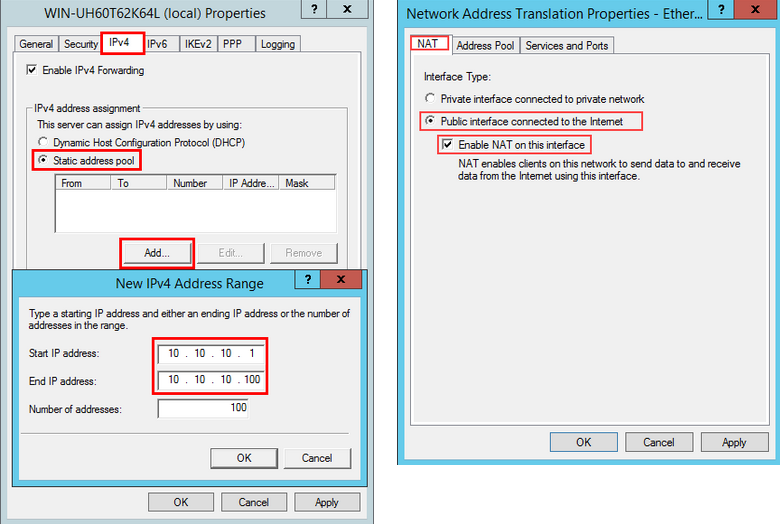 WIN-UH60T62K64L (local) Properties
? X
General Security IPv4 IPv6 IKEv2 PPP Logging
Enable IPv4 Forwarding
IPv4 address assignment
This server can assign IPv4 addresses by using:
Dynamic Host Configuration Protocol (DHCP)
Static address pool
From To Number IP Addre... Mask
Add... Edit... Remove
New IPv4 Address Range
? X
Type a starting IP address and either an ending IP address or the number of
addresses in the range.
Start IP address: 10 . 10 . 10 . 1
End IP address: 10 . 10 . 10 . 100
Number of addresses: 100
OK Cancel
OK Cancel Apply
Network Address Translation Properties - Ether...
? X
NAT Address Pool Services and Ports
Interface Type:
Private interface connected to private network
Public interface connected to the Internet
Enable NAT on this interface
NAT enables clients on this network to send data to and receive
data from the Internet using this interface.
OK Cancel Apply